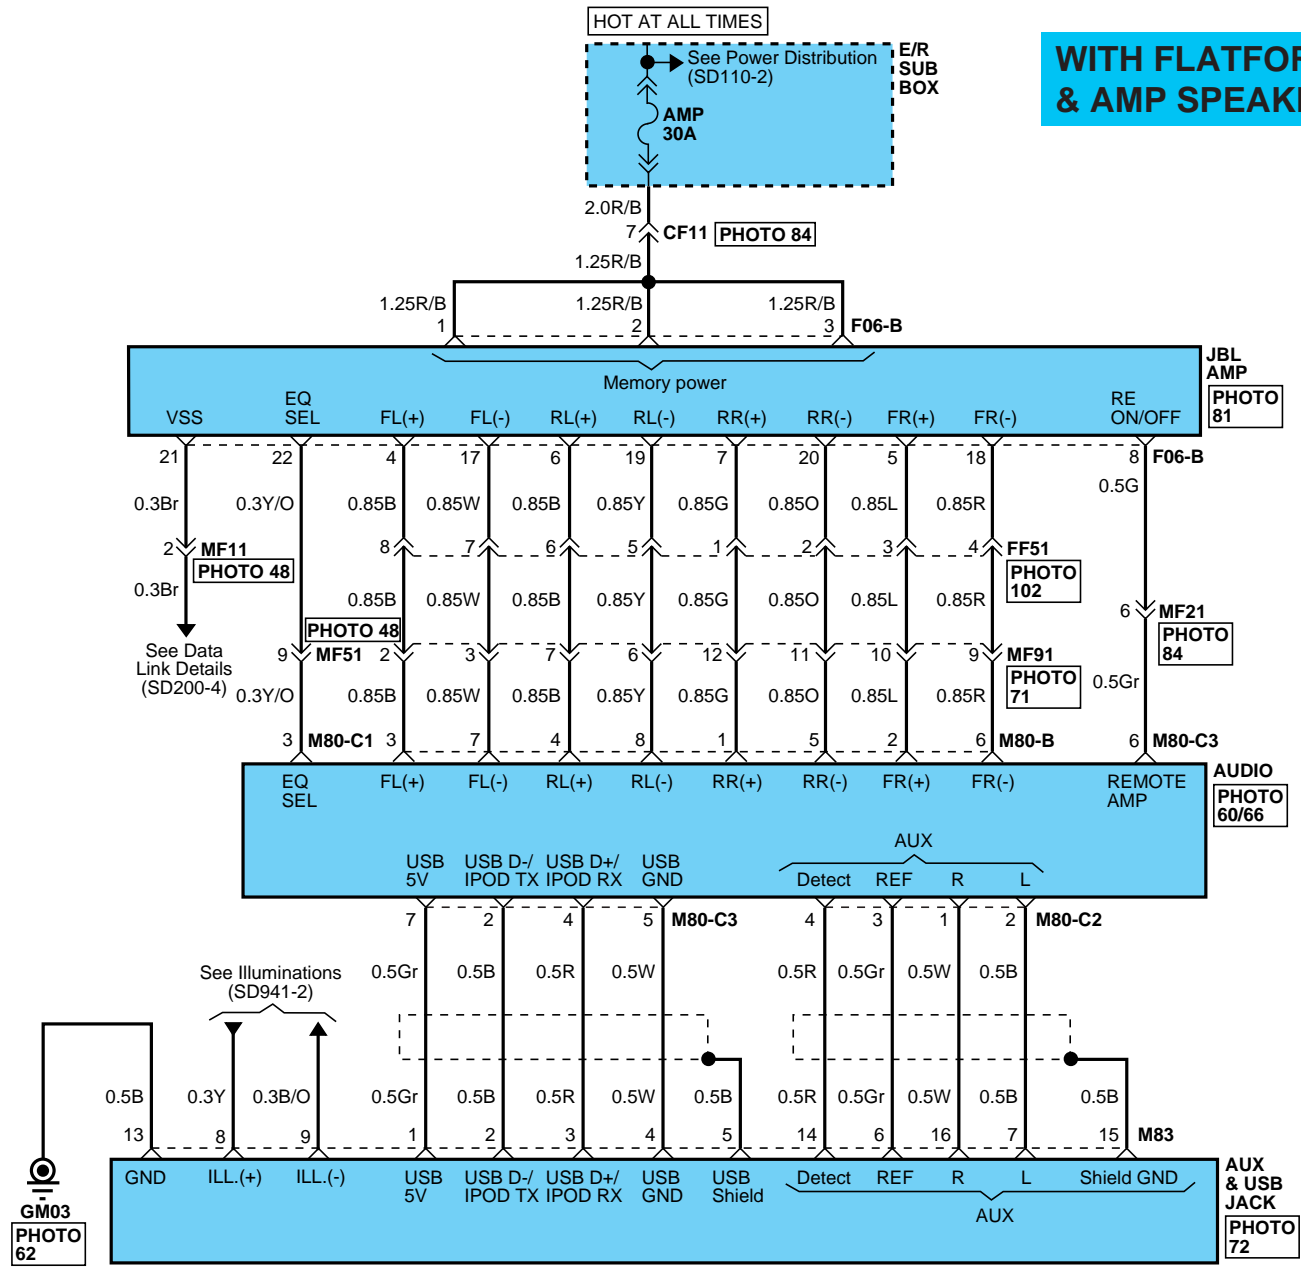 HOT AT ALL TIMES
See Power Distribution
(SD110-2)
E/R
SUB
BOX
WITH FLATFOR
& AMP SPEAK
AMP
30A
2.0R/B
7 CF11 PHOTO 84
1.25R/B
1.25R/B 1.25R/B 1.25R/B
1 2 3 F06-B
Memory power
JBL
AMP
PHOTO
81
VSS EQ SEL FL(+) FL(-) RL(+) RL(-) RR(+) RR(-) FR(+) FR(-) RE ON/OFF
21 22 4 17 6 19 7 20 5 18 8 F06-B
0.3Br 0.3Y/O 0.85B 0.85W 0.85B 0.85Y 0.85G 0.85O 0.85L 0.85R 0.5G
2 MF11 8 7 6 5 1 2 3 4 FF51
PHOTO 48
PHOTO
102
0.3Br 0.85B 0.85W 0.85B 0.85Y 0.85G 0.85O 0.85L 0.85R
6 MF21
PHOTO
84
PHOTO 48
See Data
Link Details
(SD200-4)
9 MF51 2 3 7 6 12 11 10 9 MF91
PHOTO
71
0.3Y/O 0.85B 0.85W 0.85B 0.85Y 0.85G 0.85O 0.85L 0.85R 0.5Gr
3 M80-C1 3 7 4 8 1 5 2 6 M80-B 6 M80-C3
EQ SEL FL(+) FL(-) RL(+) RL(-) RR(+) RR(-) FR(+) FR(-) REMOTE AMP
AUDIO
PHOTO
60/66
AUX
USB 5V USB D-/ IPOD TX USB D+/ IPOD RX USB GND Detect REF R L
7 2 4 5 M80-C3 4 3 1 2 M80-C2
0.5Gr 0.5B 0.5R 0.5W 0.5R 0.5Gr 0.5W 0.5B
See Illuminations
(SD941-2)
0.5B 0.3Y 0.3B/O 0.5Gr 0.5B 0.5R 0.5W 0.5B 0.5R 0.5Gr 0.5W 0.5B 0.5B
13 8 9 1 2 3 4 5 14 6 16 7 15 M83
GND ILL.(+) ILL.(-) USB 5V USB D-/ IPOD TX USB D+/ IPOD RX USB GND USB Shield Detect REF R L Shield GND
AUX
AUX
& USB
JACK
PHOTO
72
GM03
PHOTO
62